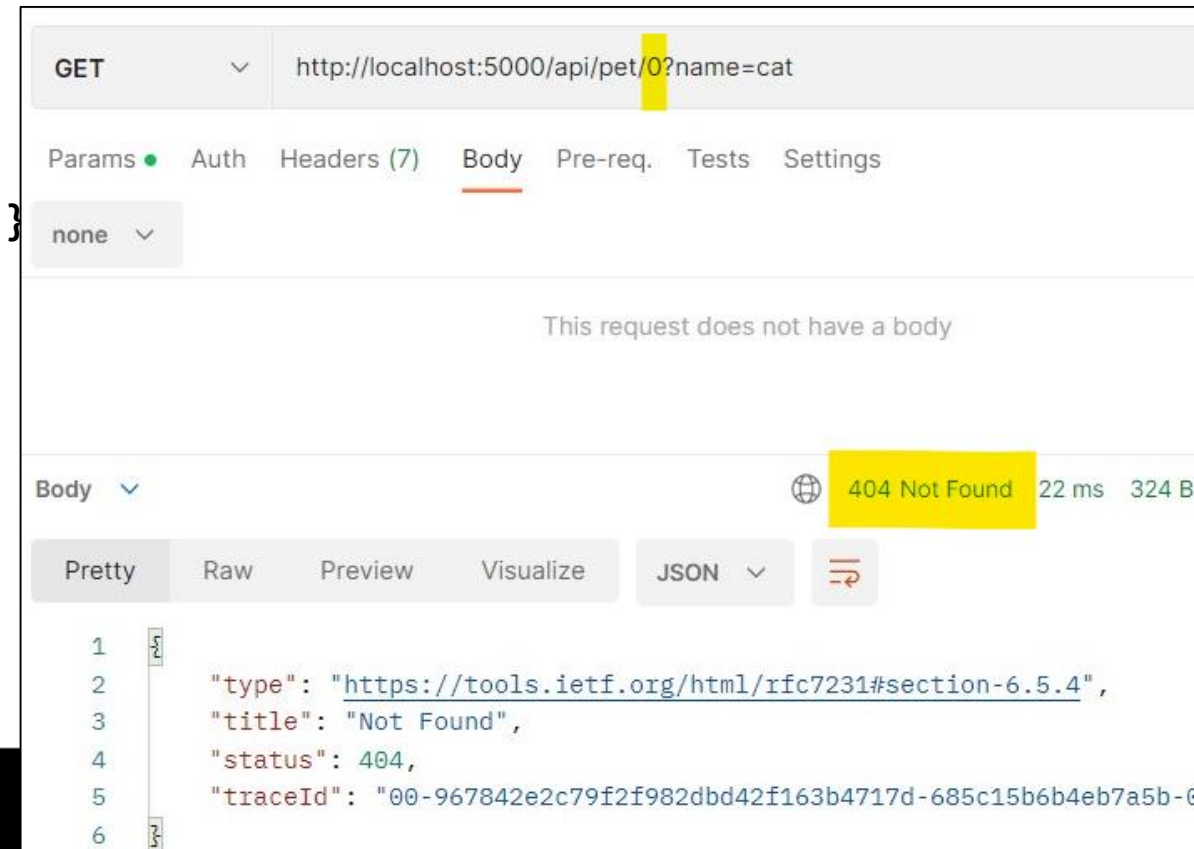 GET http://localhost:5000/api/pet/0?name=cat
Params Auth Headers (7) Body Pre-req. Tests Settings
}
none
This request does not have a body
Body 404 Not Found 22 ms 324 B
Pretty Raw Preview Visualize JSON
1 {
2 "type": "https://tools.ietf.org/html/rfc7231#section-6.5.4",
3 "title": "Not Found",
4 "status": 404,
5 "traceId": "00-967842e2c79f2f982dbd42f163b4717d-685c15b6b4eb7a5b-0
6 }